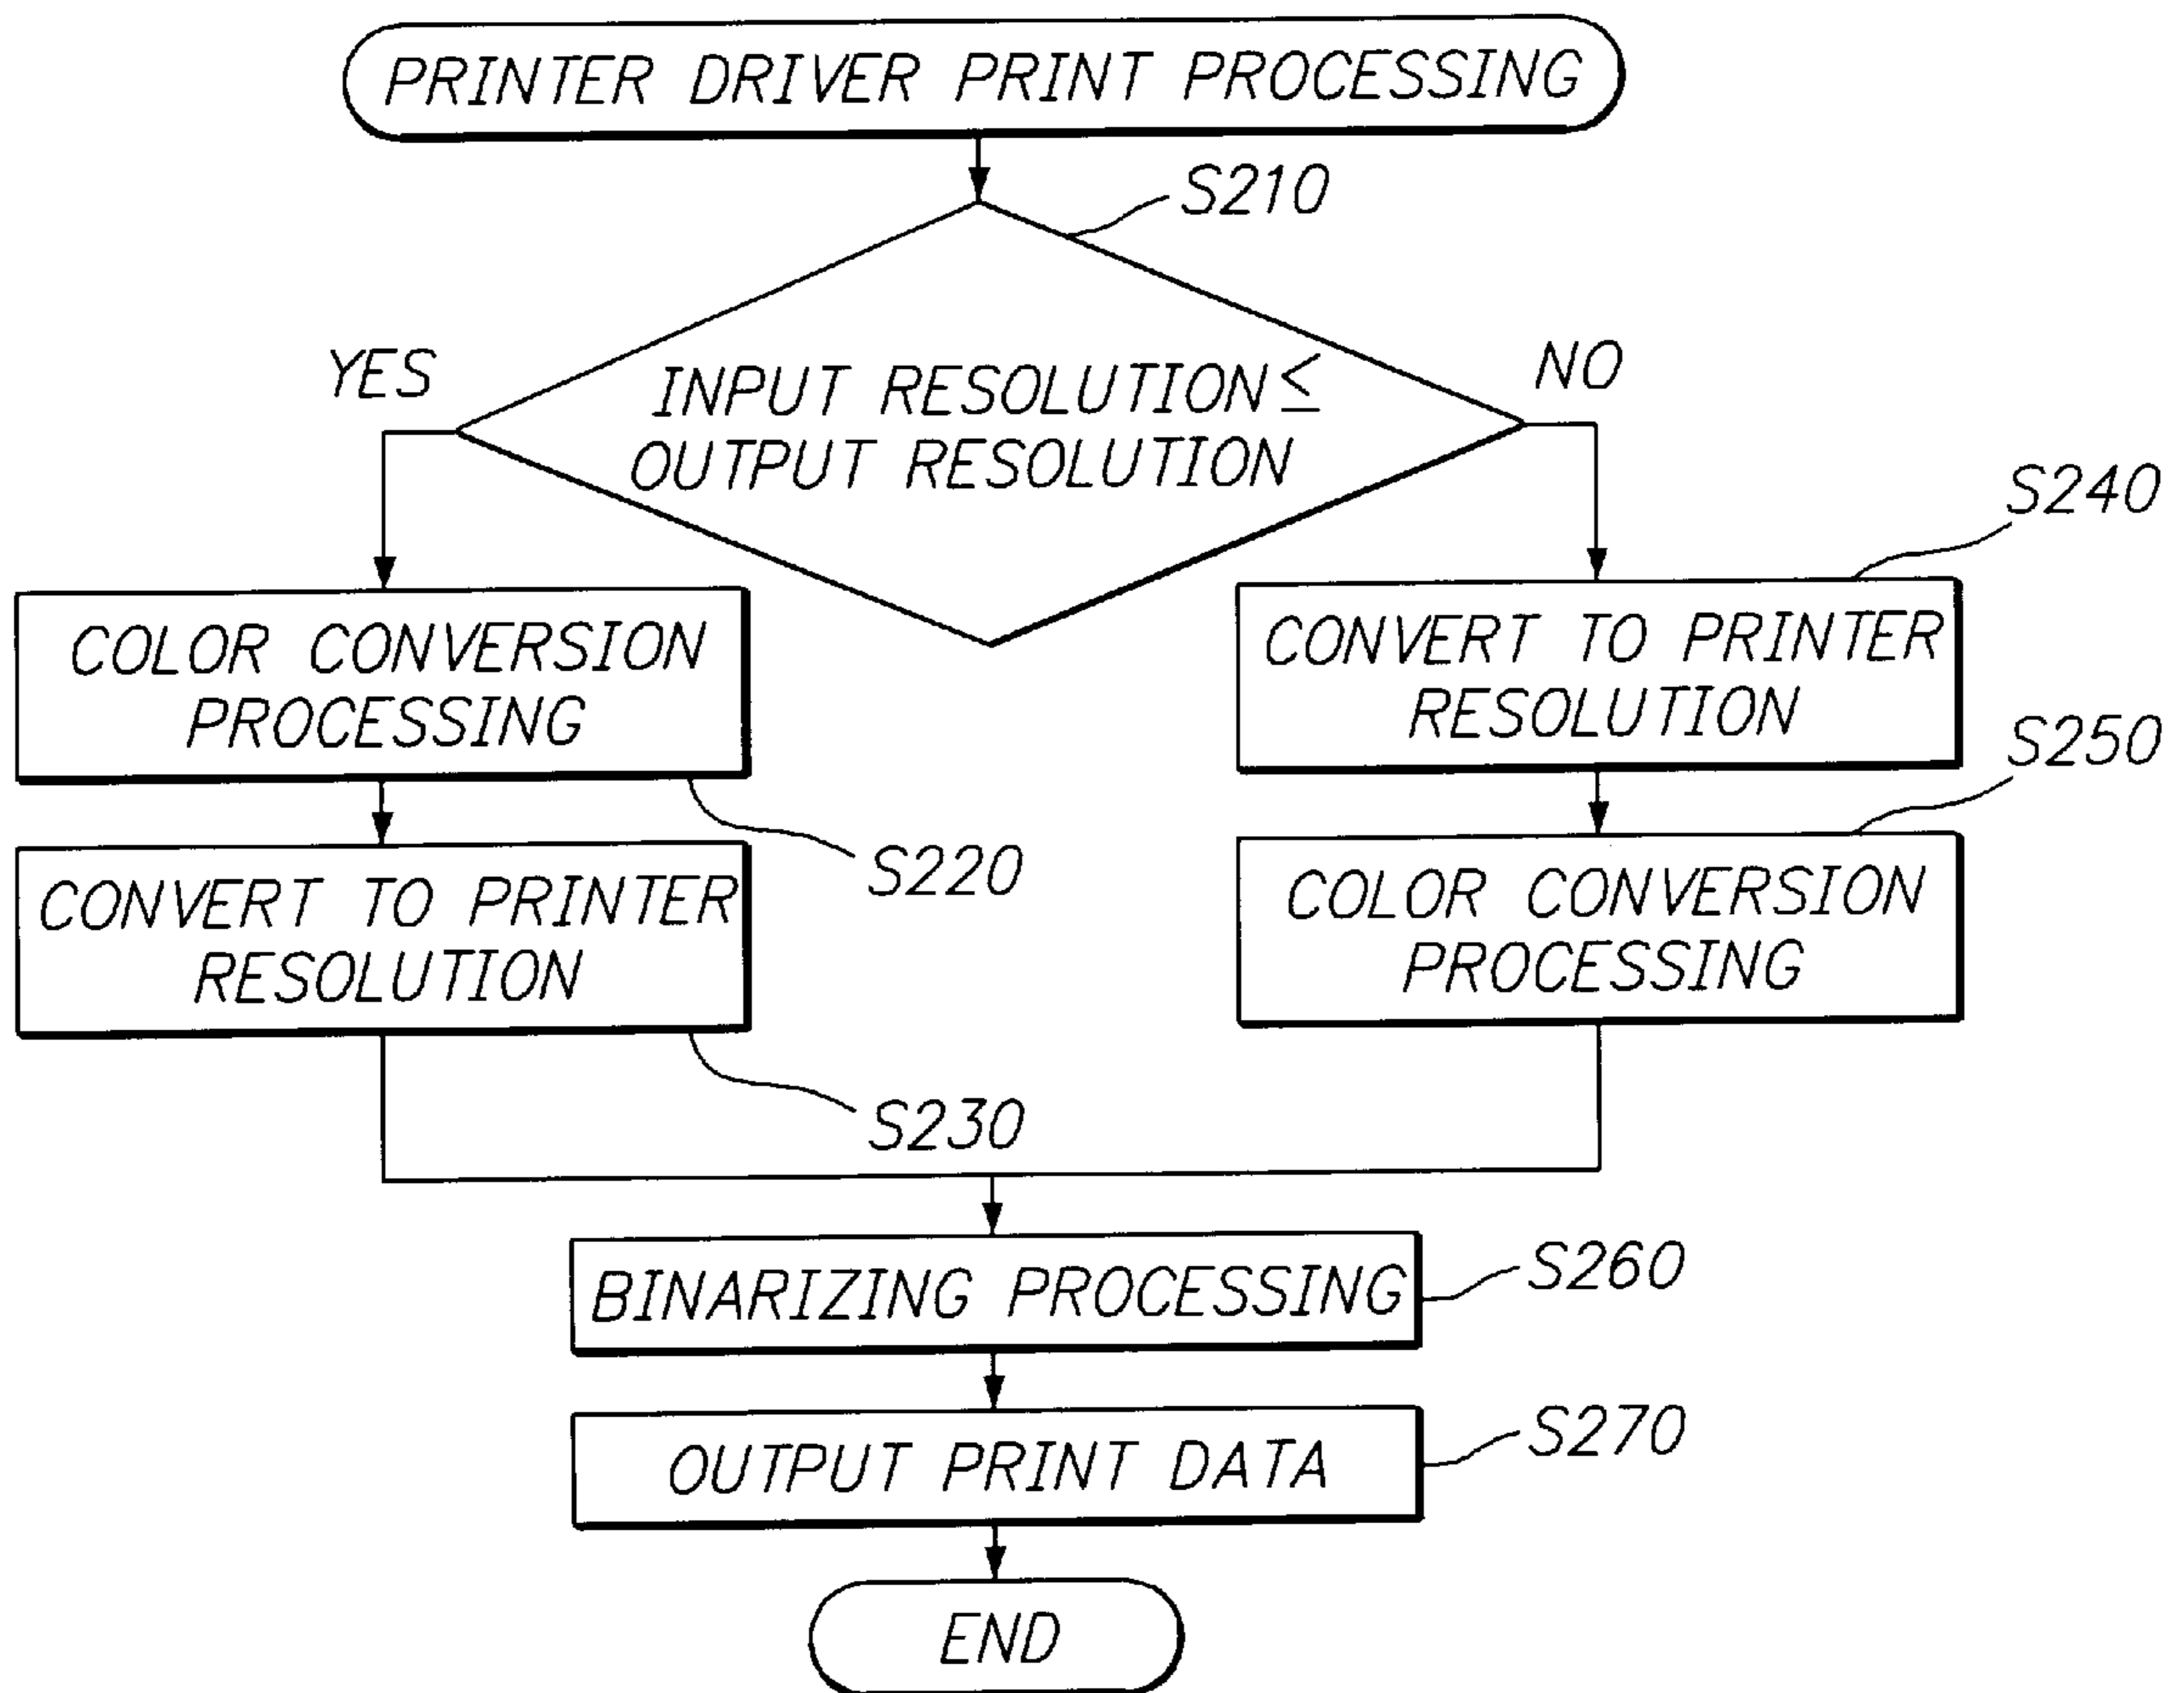 PRINTER DRIVER PRINT PROCESSING
S210
YES
NO
INPUT RESOLUTION ≤
OUTPUT RESOLUTION
S240
COLOR CONVERSION
PROCESSING
CONVERT TO PRINTER
RESOLUTION
S250
S220
CONVERT TO PRINTER
RESOLUTION
COLOR CONVERSION
PROCESSING
S230
BINARIZING PROCESSING
S260
OUTPUT PRINT DATA
S270
END